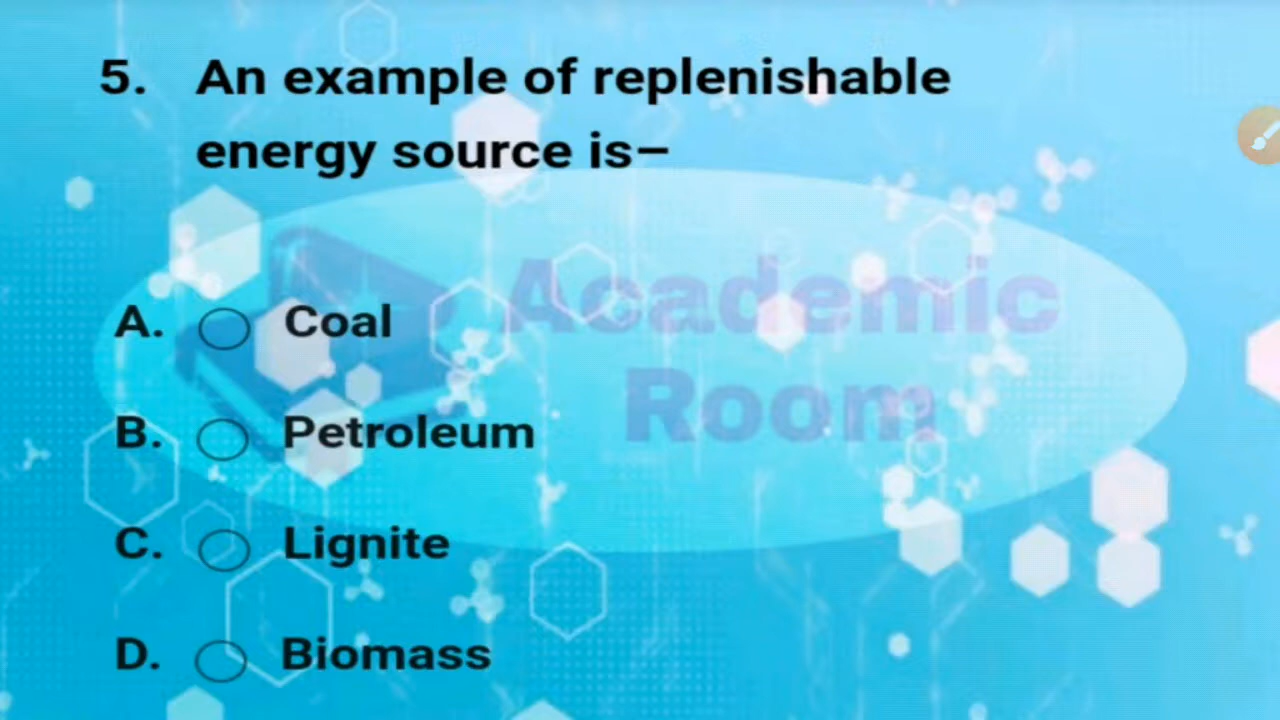 5. An example of replenishable
energy source is–
Academic
Room
A. Coal
B. Petroleum
C. Lignite
D. Biomass